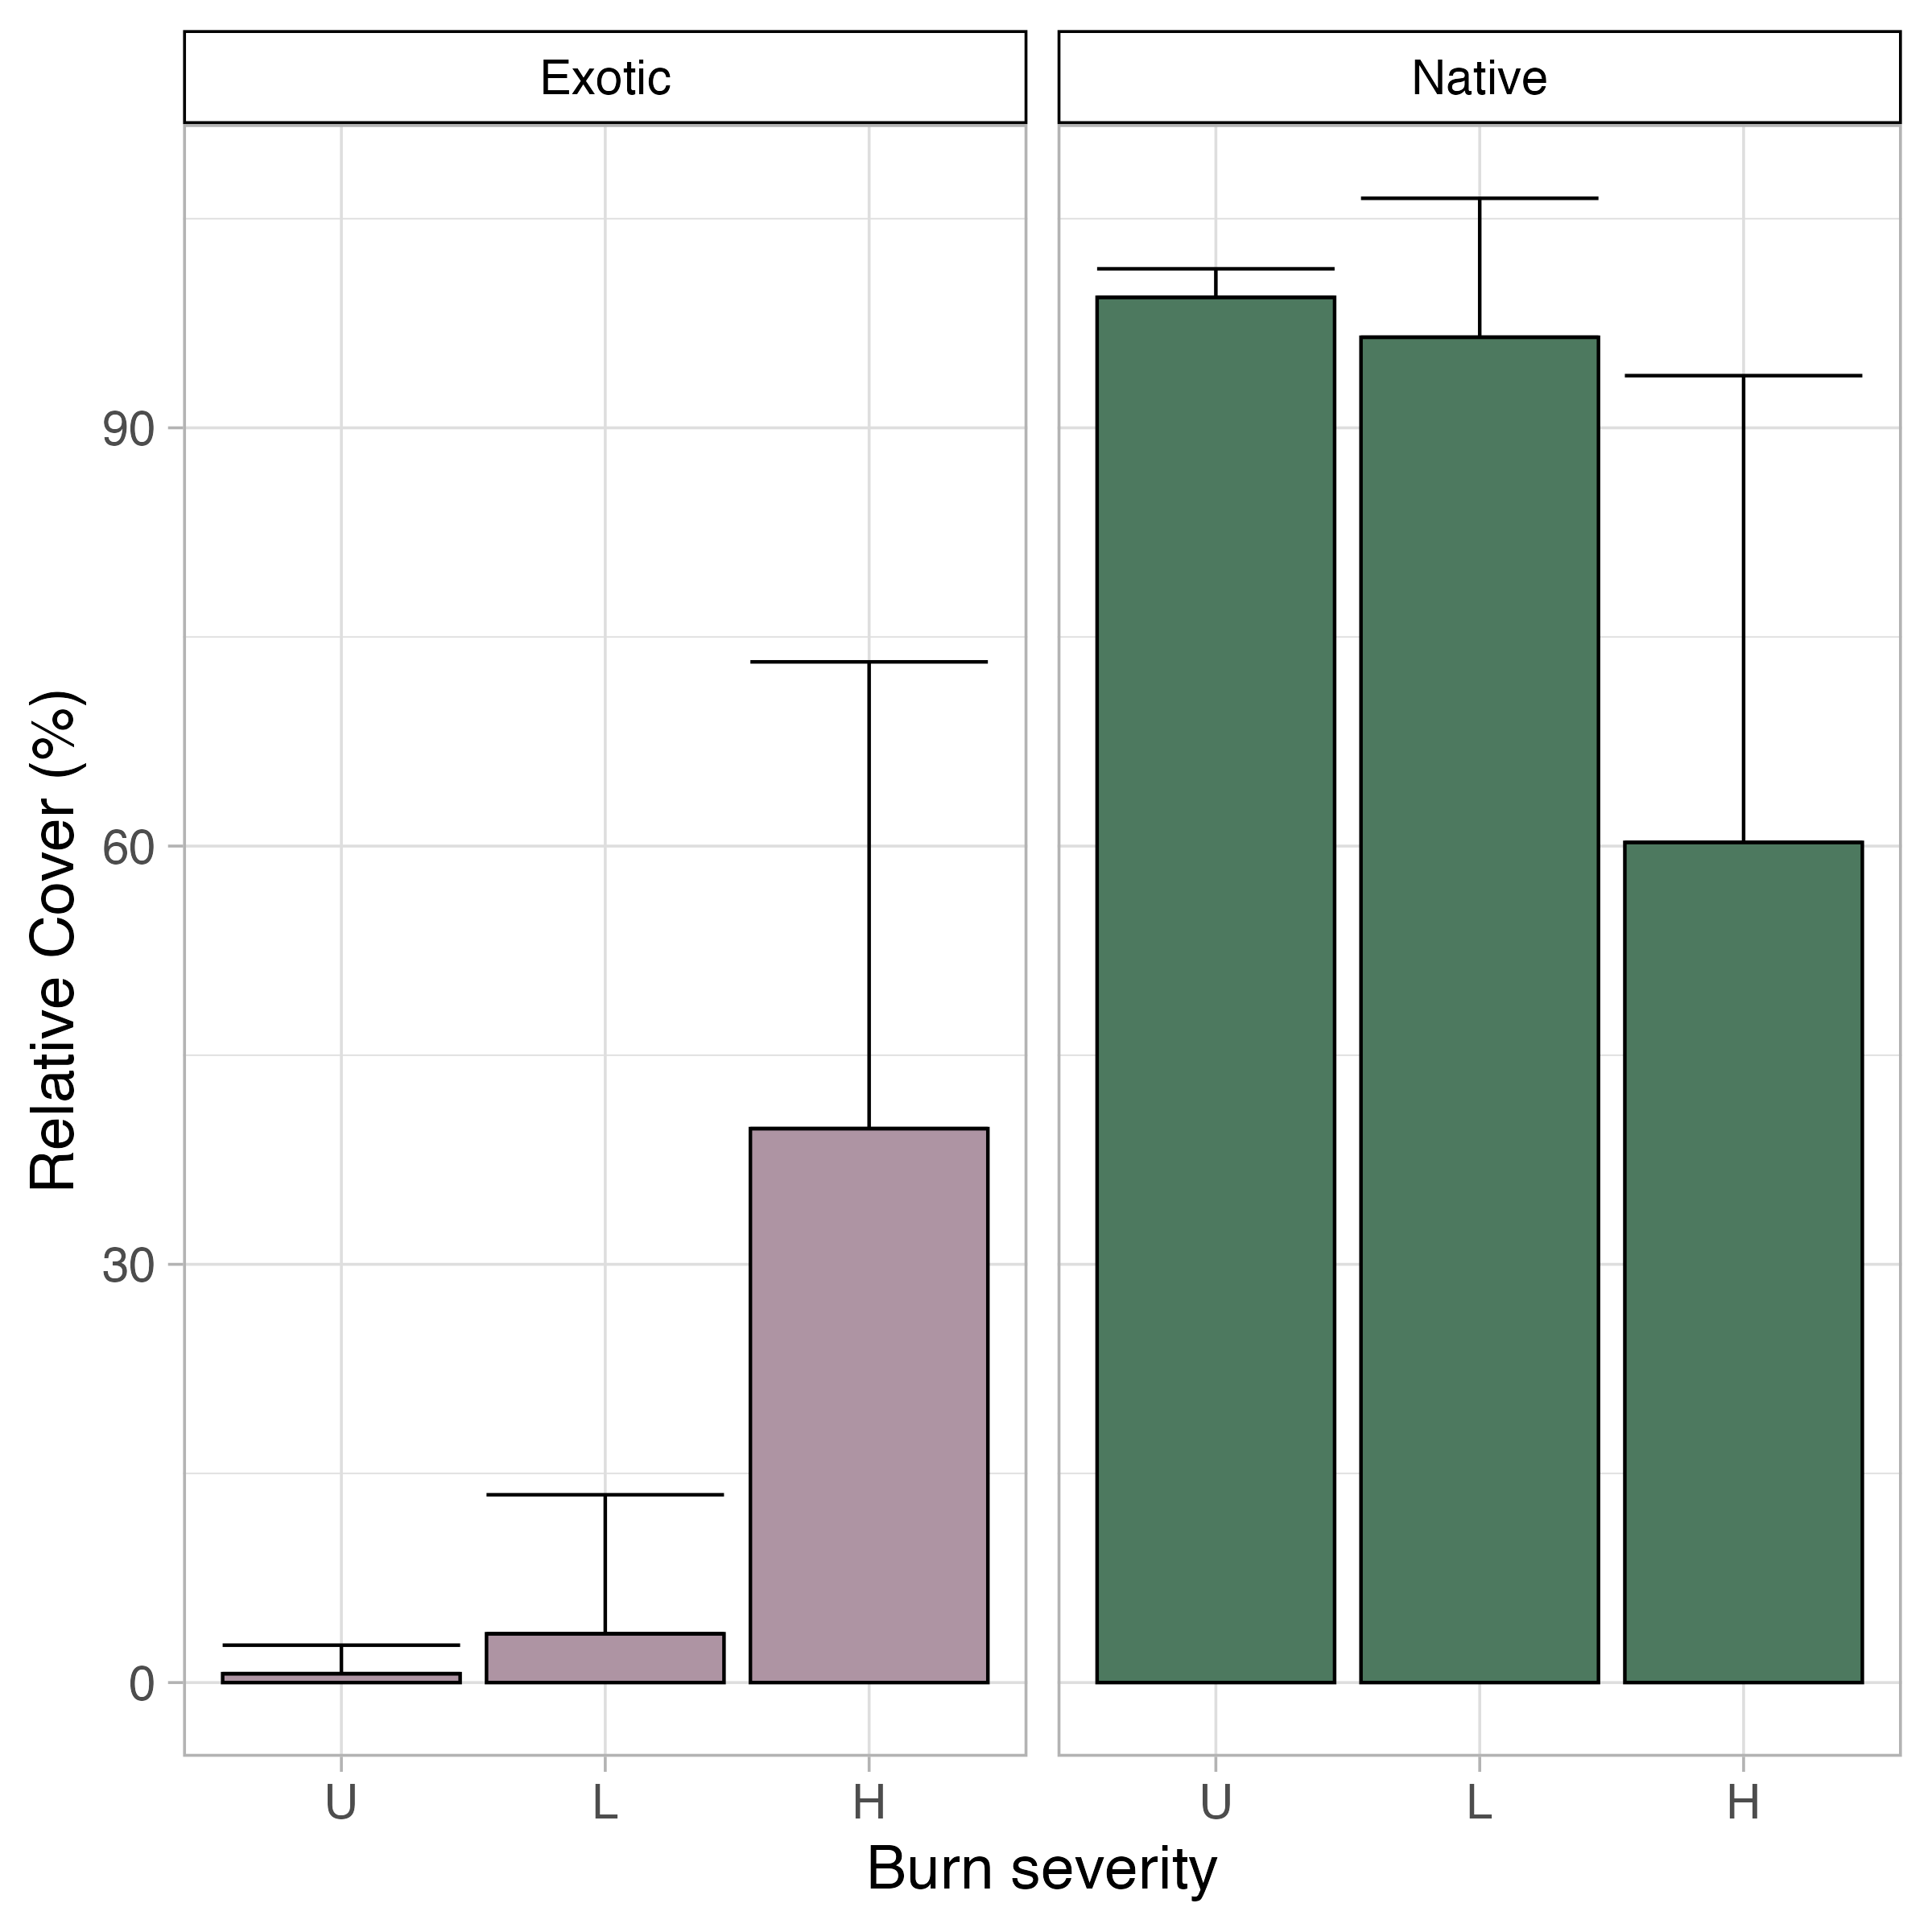 Exotic
Native
Relative Cover (%)
90
60
30
0
U L H
U L H
Burn severity